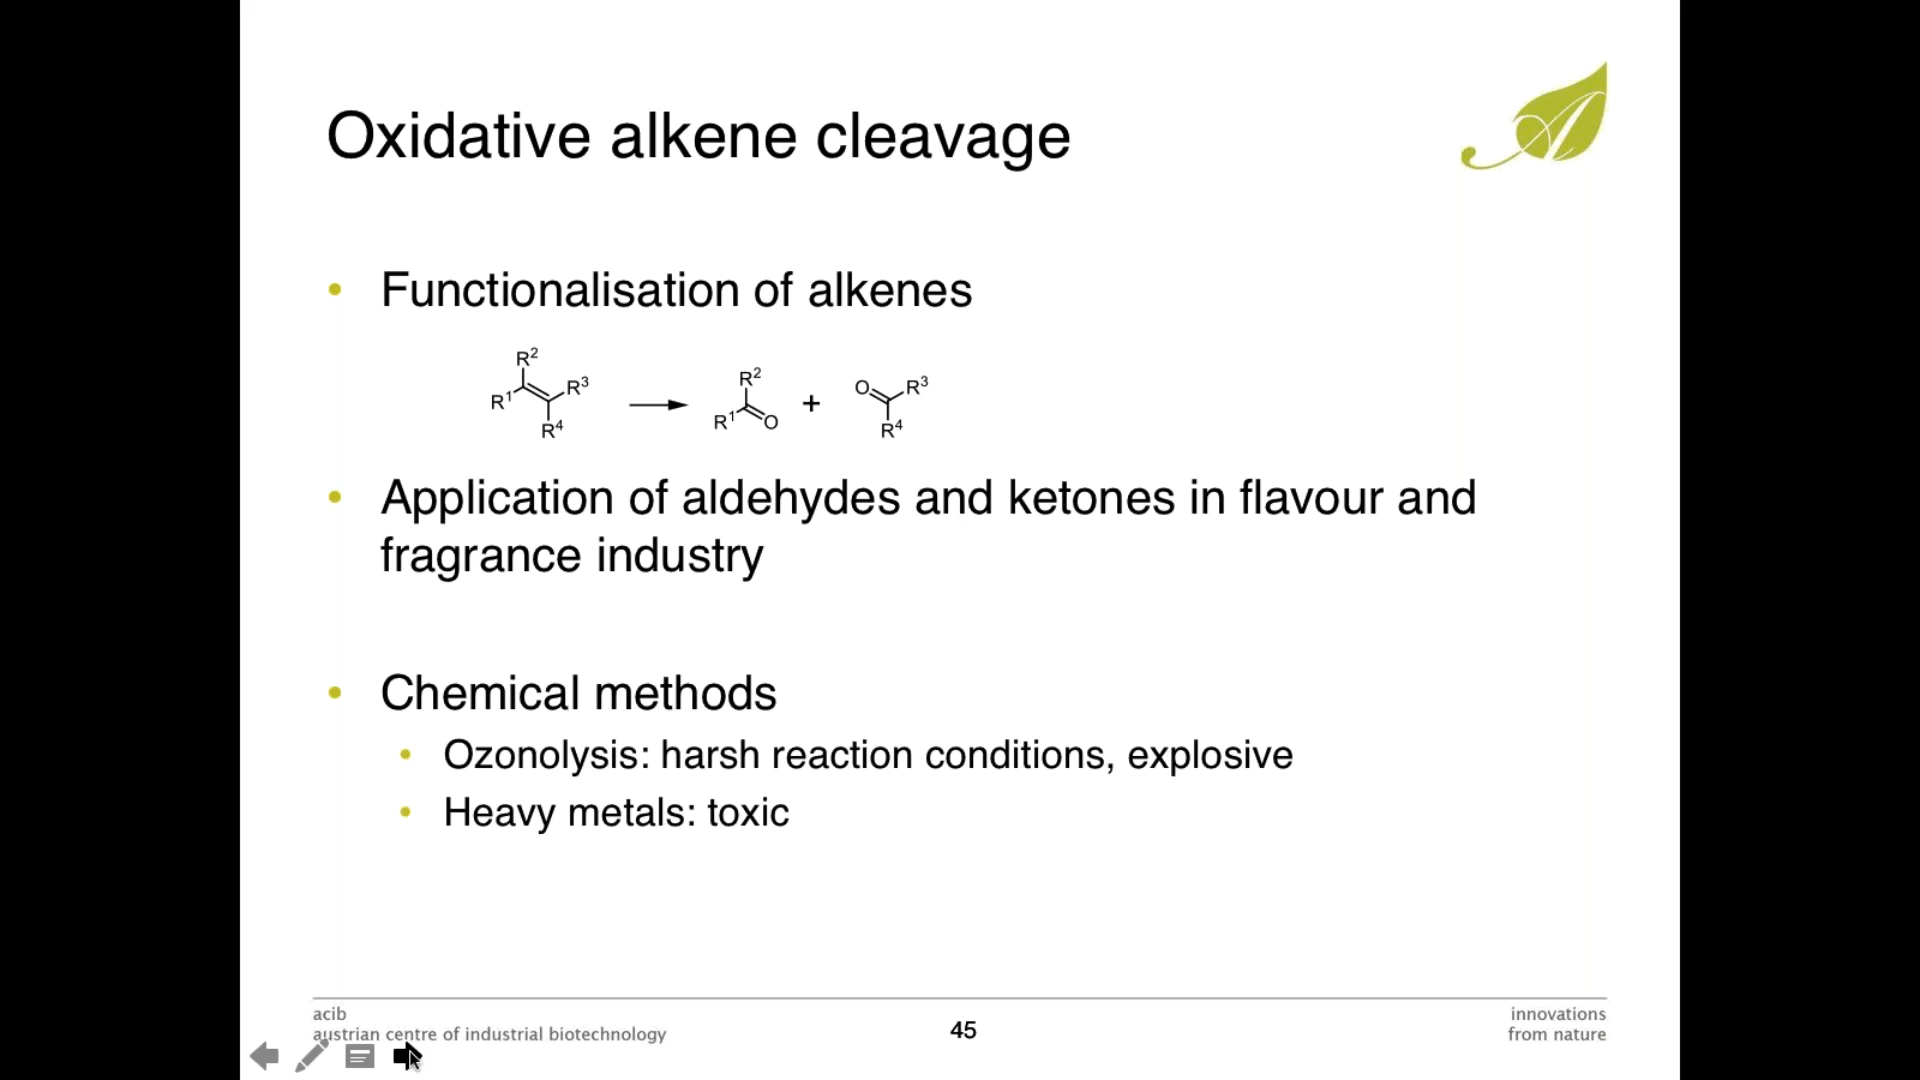 Oxidative alkene cleavage
• Functionalisation of alkenes
R2
R1
R3
R4
R2
R1
O
+
O
R3
R4
• Application of aldehydes and ketones in flavour and
fragrance industry
• Chemical methods
• Ozonolysis: harsh reaction conditions, explosive
• Heavy metals: toxic
acib
austrian centre of industrial biotechnology
45
innovations
from nature